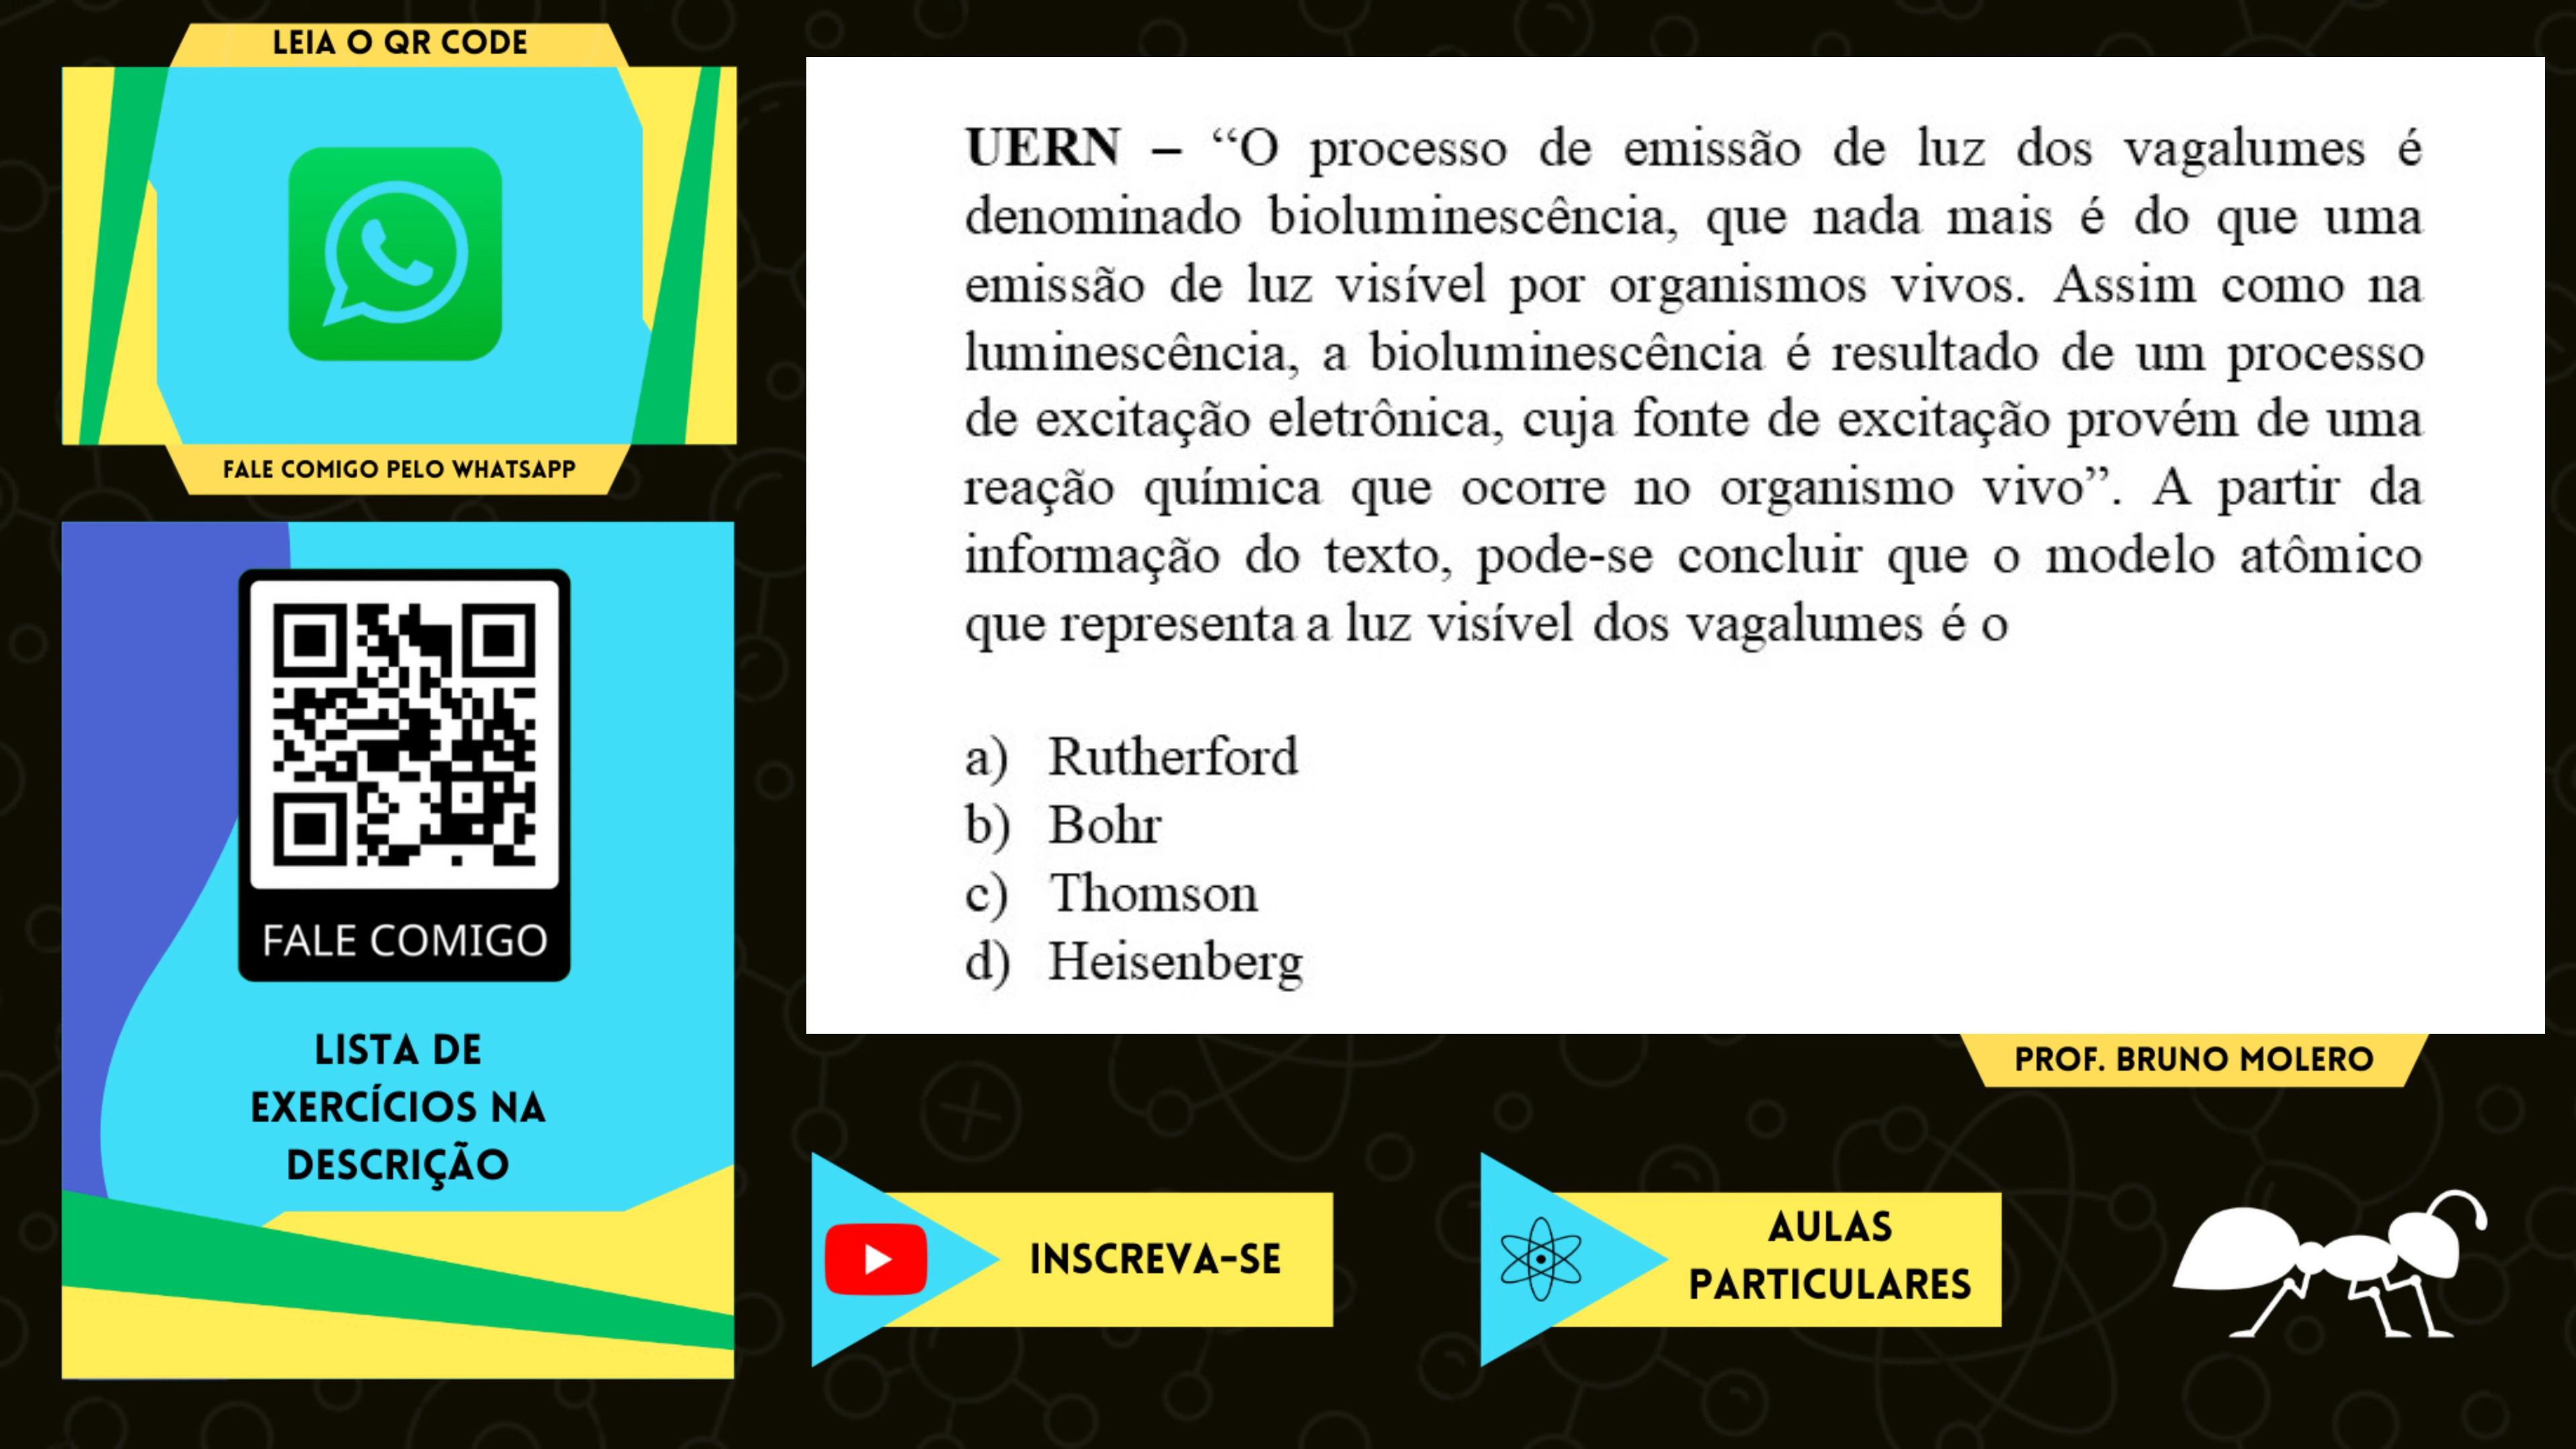 LEIA O QR CODE
FALE COMIGO PELO WHATSAPP
FALE COMIGO
LISTA DE
EXERCÍCIOS NA
DESCRIÇÃO
UERN – “O processo de emissão de luz dos vagalumes é
denominado bioluminescência, que nada mais é do que uma
emissão de luz visível por organismos vivos. Assim como na
luminescência, a bioluminescência é resultado de um processo
de excitação eletrônica, cuja fonte de excitação provém de uma
reação química que ocorre no organismo vivo”. A partir da
informação do texto, pode-se concluir que o modelo atômico
que representa a luz visível dos vagalumes é o
a) Rutherford
b) Bohr
c) Thomson
d) Heisenberg
PROF. BRUNO MOLERO
INSCREVA-SE
AULAS
PARTICULARES